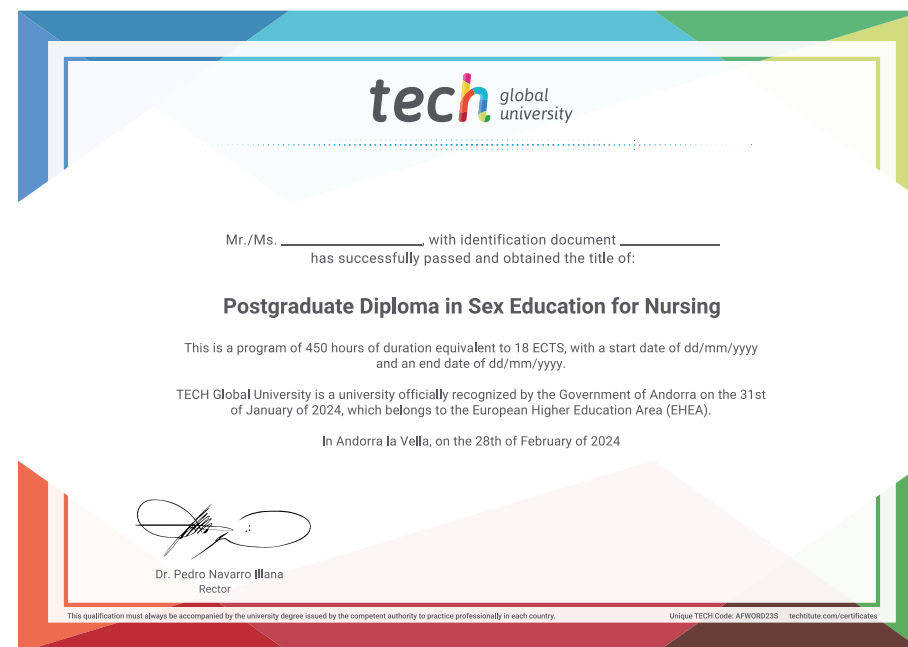 tech global university
Mr./Ms. ____________, with identification document ____________
has successfully passed and obtained the title of:
Postgraduate Diploma in Sex Education for Nursing
This is a program of 450 hours of duration equivalent to 18 ECTS, with a start date of dd/mm/yyyy
and an end date of dd/mm/yyyy.
TECH Global University is a university officially recognized by the Government of Andorra on the 31st
of January of 2024, which belongs to the European Higher Education Area (EHEA).
In Andorra la Vella, on the 28th of February of 2024
Dr. Pedro Navarro Illana
Rector
This qualification must always be accompanied by the university degree issued by the competent authority to practice professionally in each country.
Unique TECH Code: AFWORD23S techtitute.com/certificates